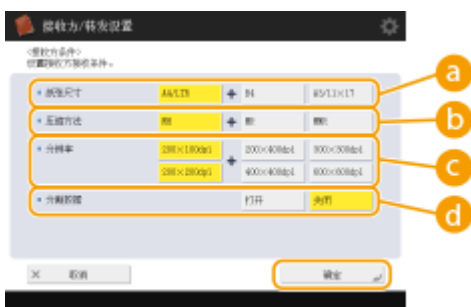 接收方/转发设置
<接收方条件>
设置接收方接收条件。
纸张尺寸 A4/LTR + B4 A3/11×17 a
压缩方法 MH + MR MMR b
分辨率 200×100dpi 200×400dpi 300×300dpi
+ c
200×200dpi 400×400dpi 600×600dpi
分割数据 打开 关闭 d
× 取消 确定